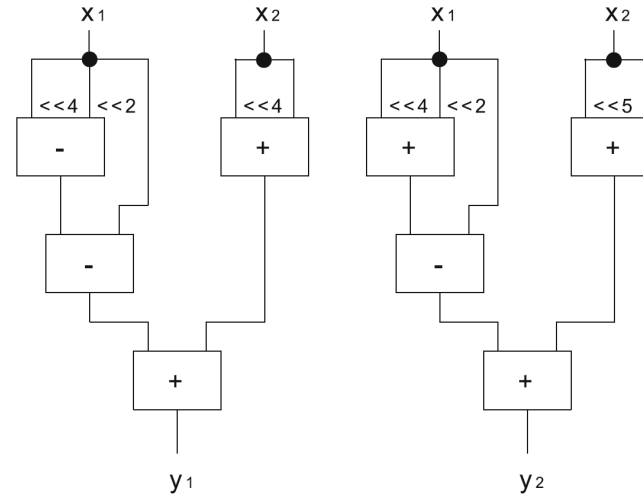 x1 x2 x1 x2
<<4 <<2 <<4 <<4 <<2 <<5
- + + +
- -
+ +
y1 y2